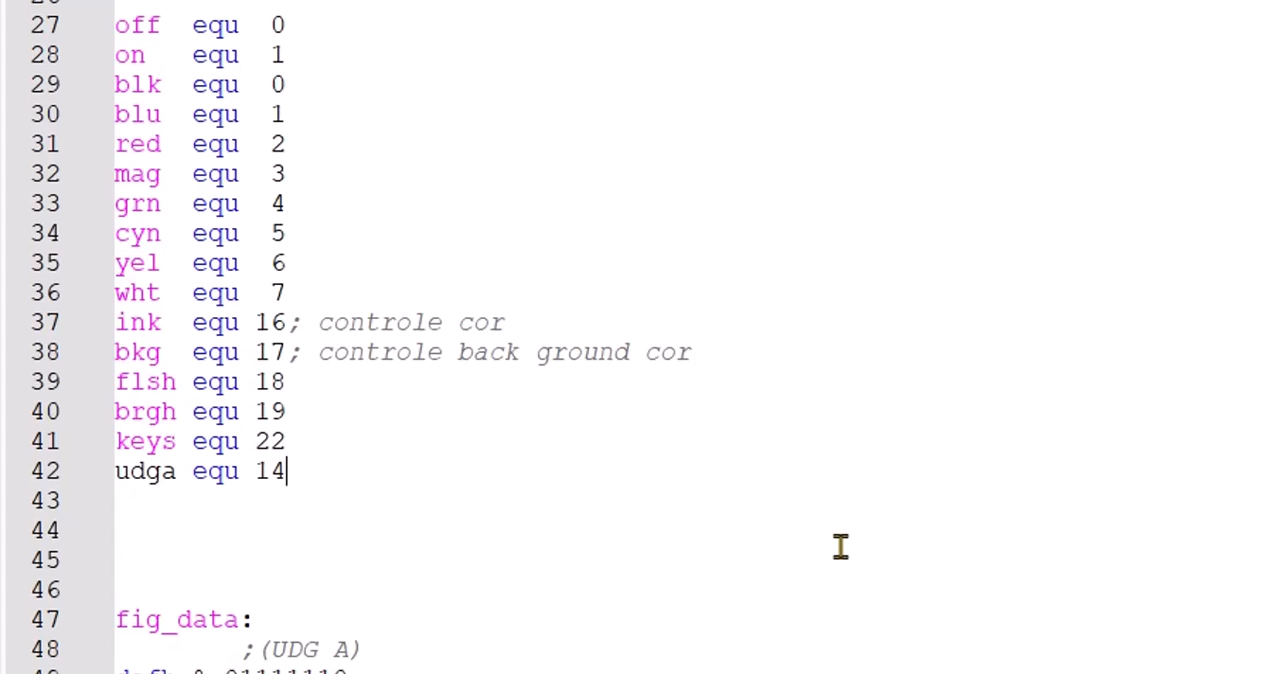 27 off equ 0
28 on equ 1
29 blk equ 0
30 blu equ 1
31 red equ 2
32 mag equ 3
33 grn equ 4
34 cyn equ 5
35 yel equ 6
36 wht equ 7
37 ink equ 16; controle cor
38 bkg equ 17; controle back ground cor
39 flsh equ 18
40 brgh equ 19
41 keys equ 22
42 udga equ 14
43
44
45
46
47 fig_data:
48 ;(UDG A)